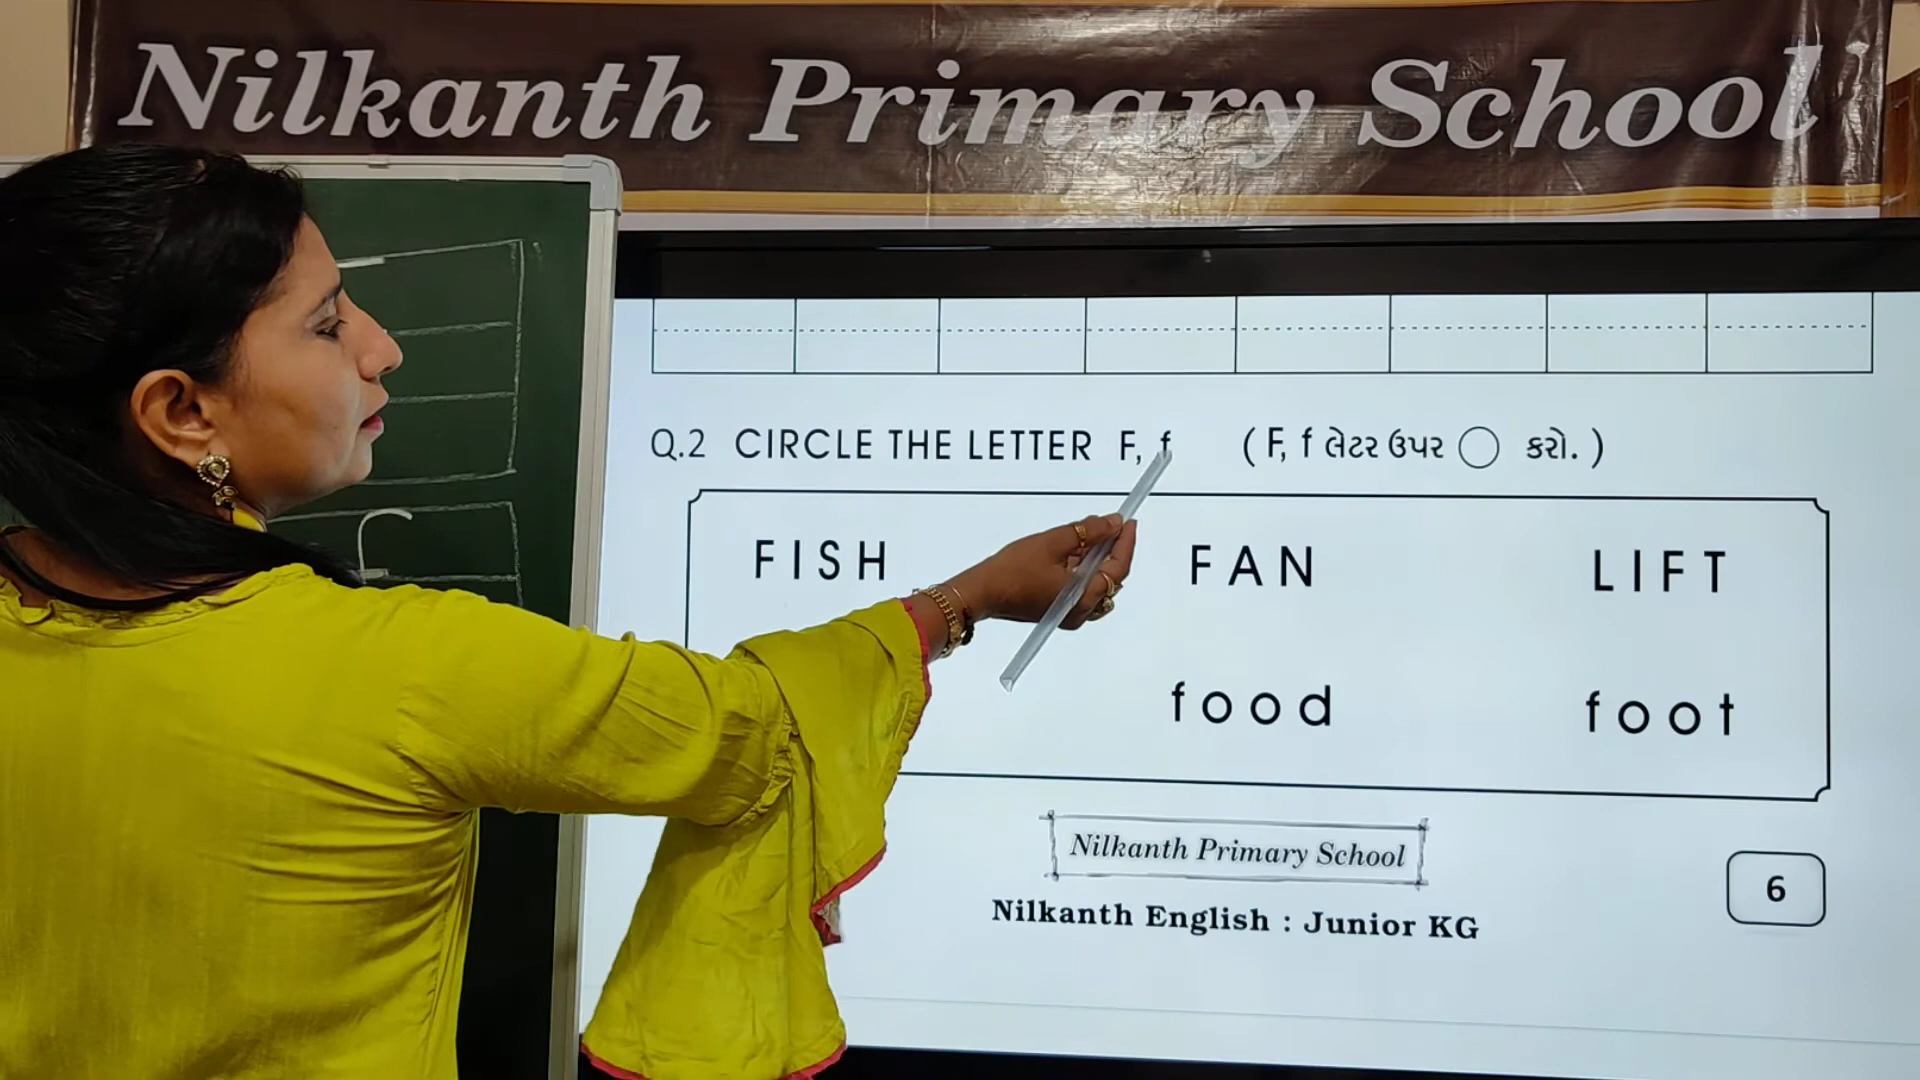 Nilkanth Primary School
Q.2 CIRCLE THE LETTER F, f ( F, f લેટર ઉપર ◯ કરો. )
FISH FAN LIFT
food foot
f
Nilkanth Primary School
Nilkanth English : Junior KG
6